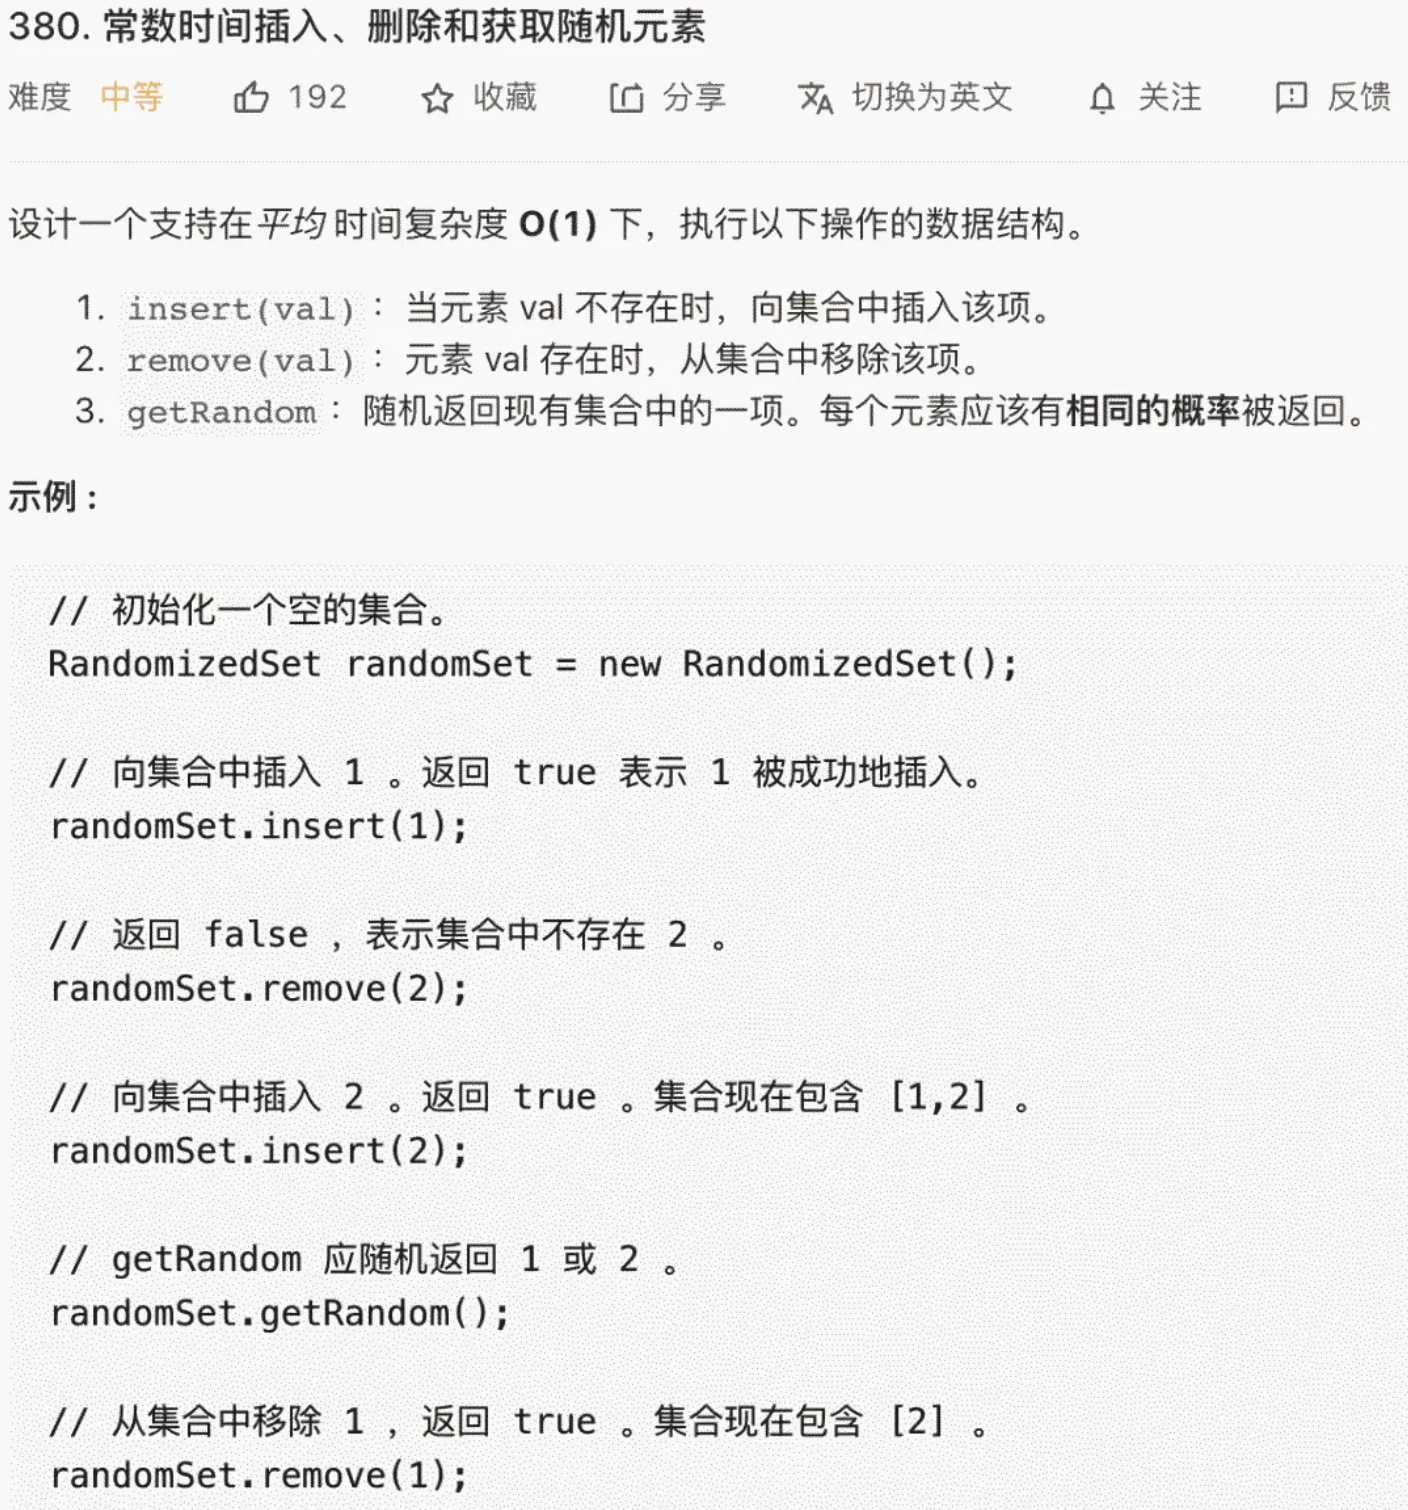 380. 常数时间插入、删除和获取随机元素
难度 中等 192 收藏 分享 切换为英文 关注 反馈
设计一个支持在平均 时间复杂度 O(1) 下，执行以下操作的数据结构。
1. insert(val)：当元素 val 不存在时，向集合中插入该项。
2. remove(val)：元素 val 存在时，从集合中移除该项。
3. getRandom：随机返回现有集合中的一项。每个元素应该有相同的概率被返回。
示例 :
// 初始化一个空的集合。
RandomizedSet randomSet = new RandomizedSet();
// 向集合中插入 1 。返回 true 表示 1 被成功地插入。
randomSet.insert(1);
// 返回 false ，表示集合中不存在 2 。
randomSet.remove(2);
// 向集合中插入 2 。返回 true 。集合现在包含 [1,2] 。
randomSet.insert(2);
// getRandom 应随机返回 1 或 2 。
randomSet.getRandom();
// 从集合中移除 1 ，返回 true 。集合现在包含 [2] 。
randomSet.remove(1);